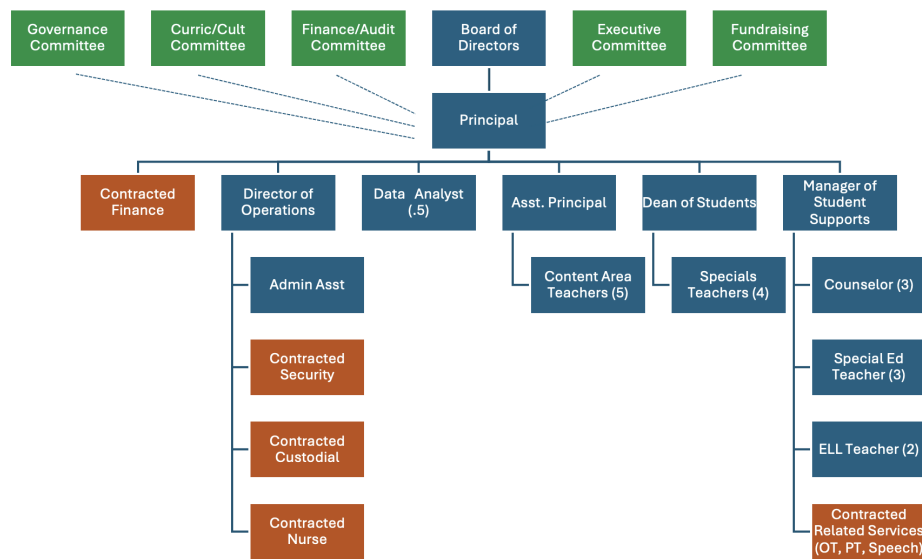 Governance
Committee
Curric/Cult
Committee
Finance/Audit
Committee
Board of
Directors
Executive
Committee
Fundraising
Committee
Principal
Contracted
Finance
Director of
Operations
Data Analyst
(.5)
Asst. Principal
Dean of Students
Manager of
Student
Supports
Admin Asst
Content Area
Teachers (5)
Specials
Teachers (4)
Counselor (3)
Contracted
Security
Special Ed
Teacher (3)
Contracted
Custodial
ELL Teacher (2)
Contracted
Nurse
Contracted
Related Services
(OT, PT, Speech)